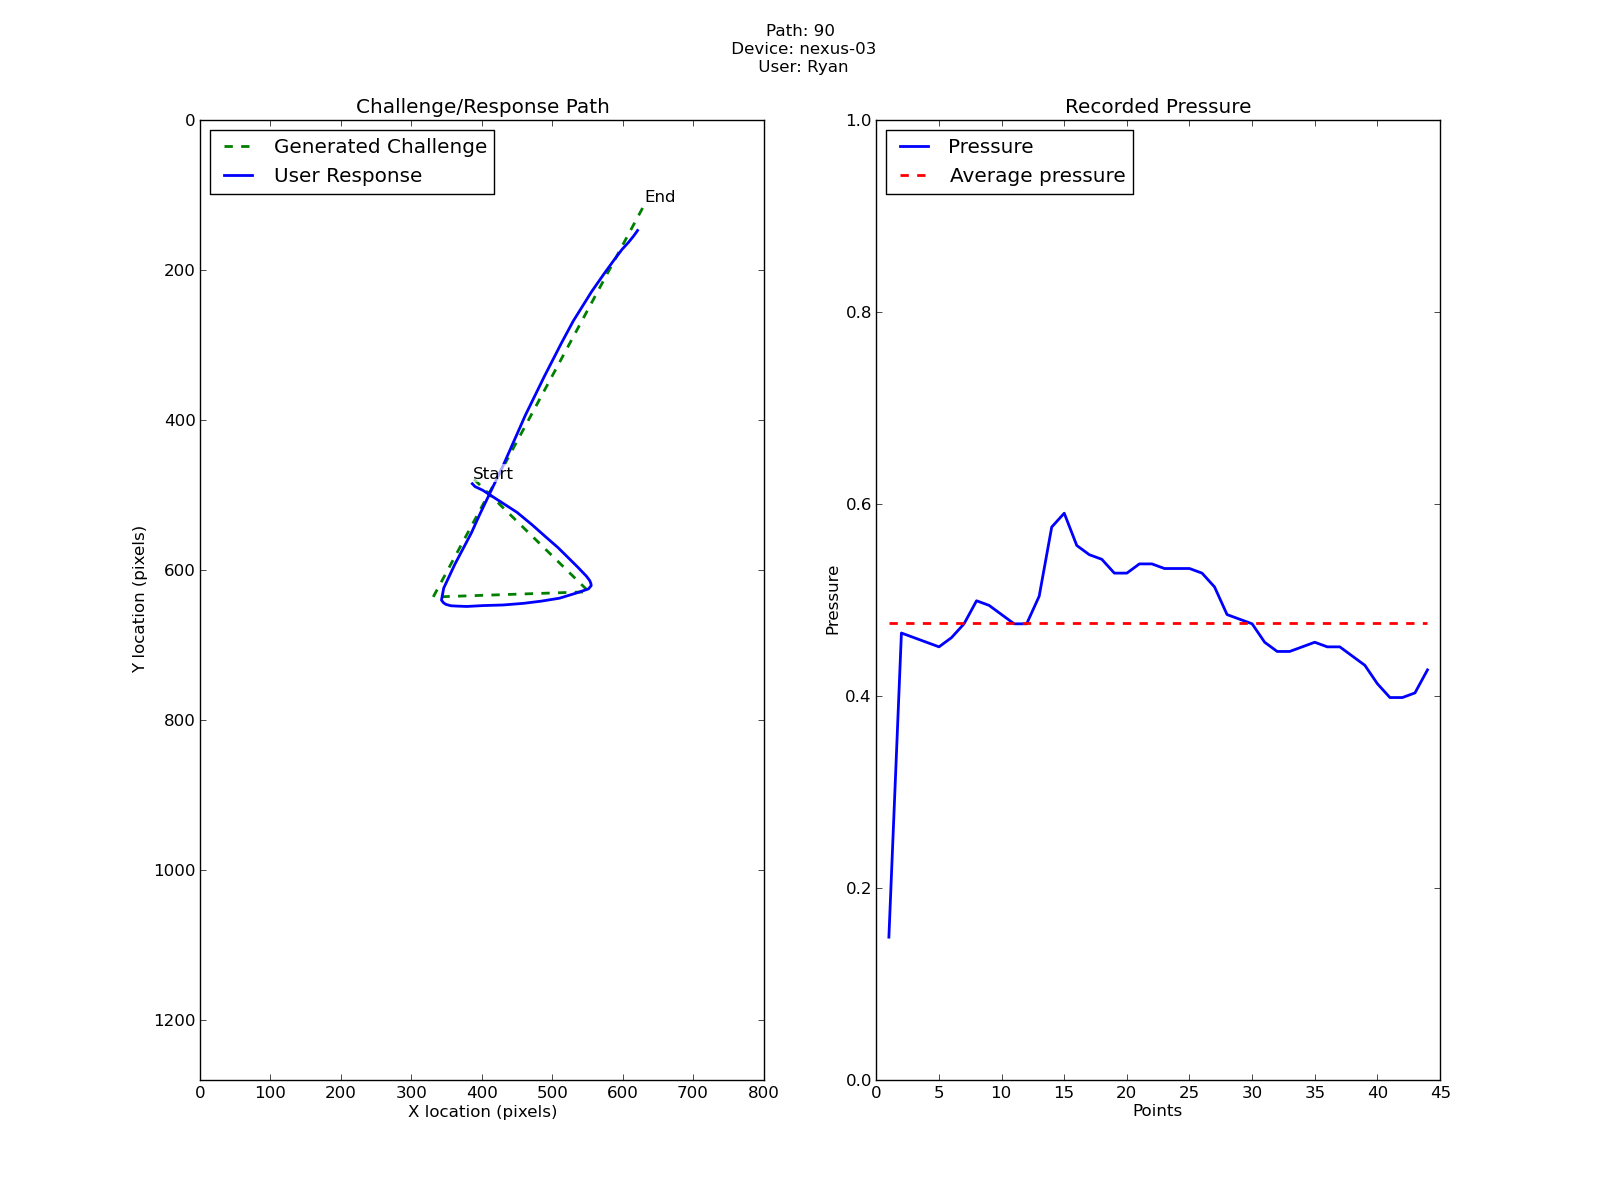 Path: 90
Device: nexus-03
User: Ryan
Challenge/Response Path
Generated Challenge
User Response
End
Start
0
200
400
600
800
1000
1200
Y location (pixels)
0 100 200 300 400 500 600 700 800
X location (pixels)
Recorded Pressure
Pressure
Average pressure
1.0
0.8
0.6
0.4
0.2
0.0
Pressure
0 5 10 15 20 25 30 35 40 45
Points